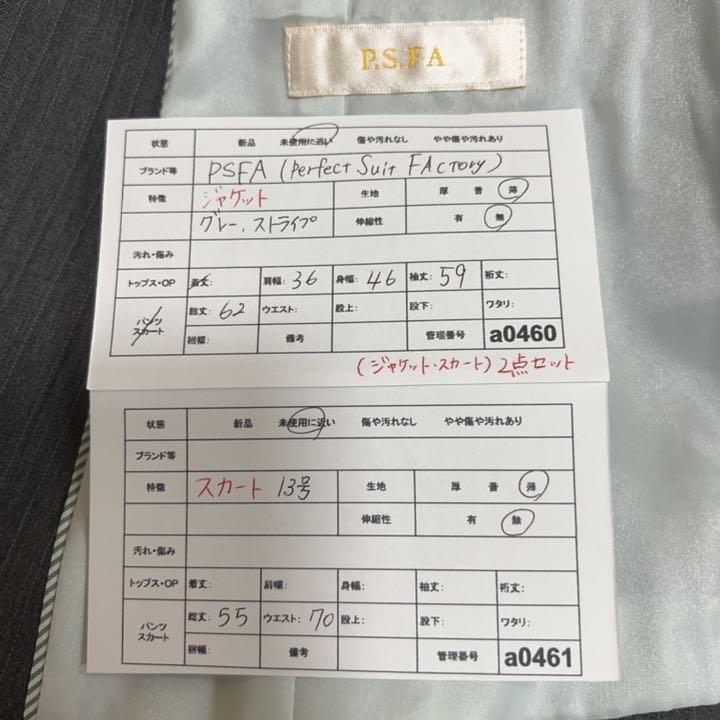 P.S.FA
状態 新品 未使用に近い 傷や汚れなし やや傷や汚れあり
ブランド等 PSFA (Perfect Suit FActory)
特徴 ジャケット 生地 厚 普 薄
グレー、ストライプ 伸縮性 有 無
汚れ・傷み
トップス・OP 着丈: 肩幅: 36 身幅: 46 袖丈: 59 裄丈:
パンツ スカート 総丈: 62 ウエスト: 股上: 股下: ワタリ:
裾幅: 備考 管理番号 a0460
(ジャケット・スカート) 2点セット
状態 新品 未使用に近い 傷や汚れなし やや傷や汚れあり
ブランド等
特徴 スカート 13号 生地 厚 普 薄
伸縮性 有 無
汚れ・傷み
トップス・OP 着丈: 肩幅: 身幅: 袖丈: 裄丈:
パンツ スカート 総丈: 55 ウエスト: 70 股上: 股下: ワタリ:
裾幅: 備考 管理番号 a0461